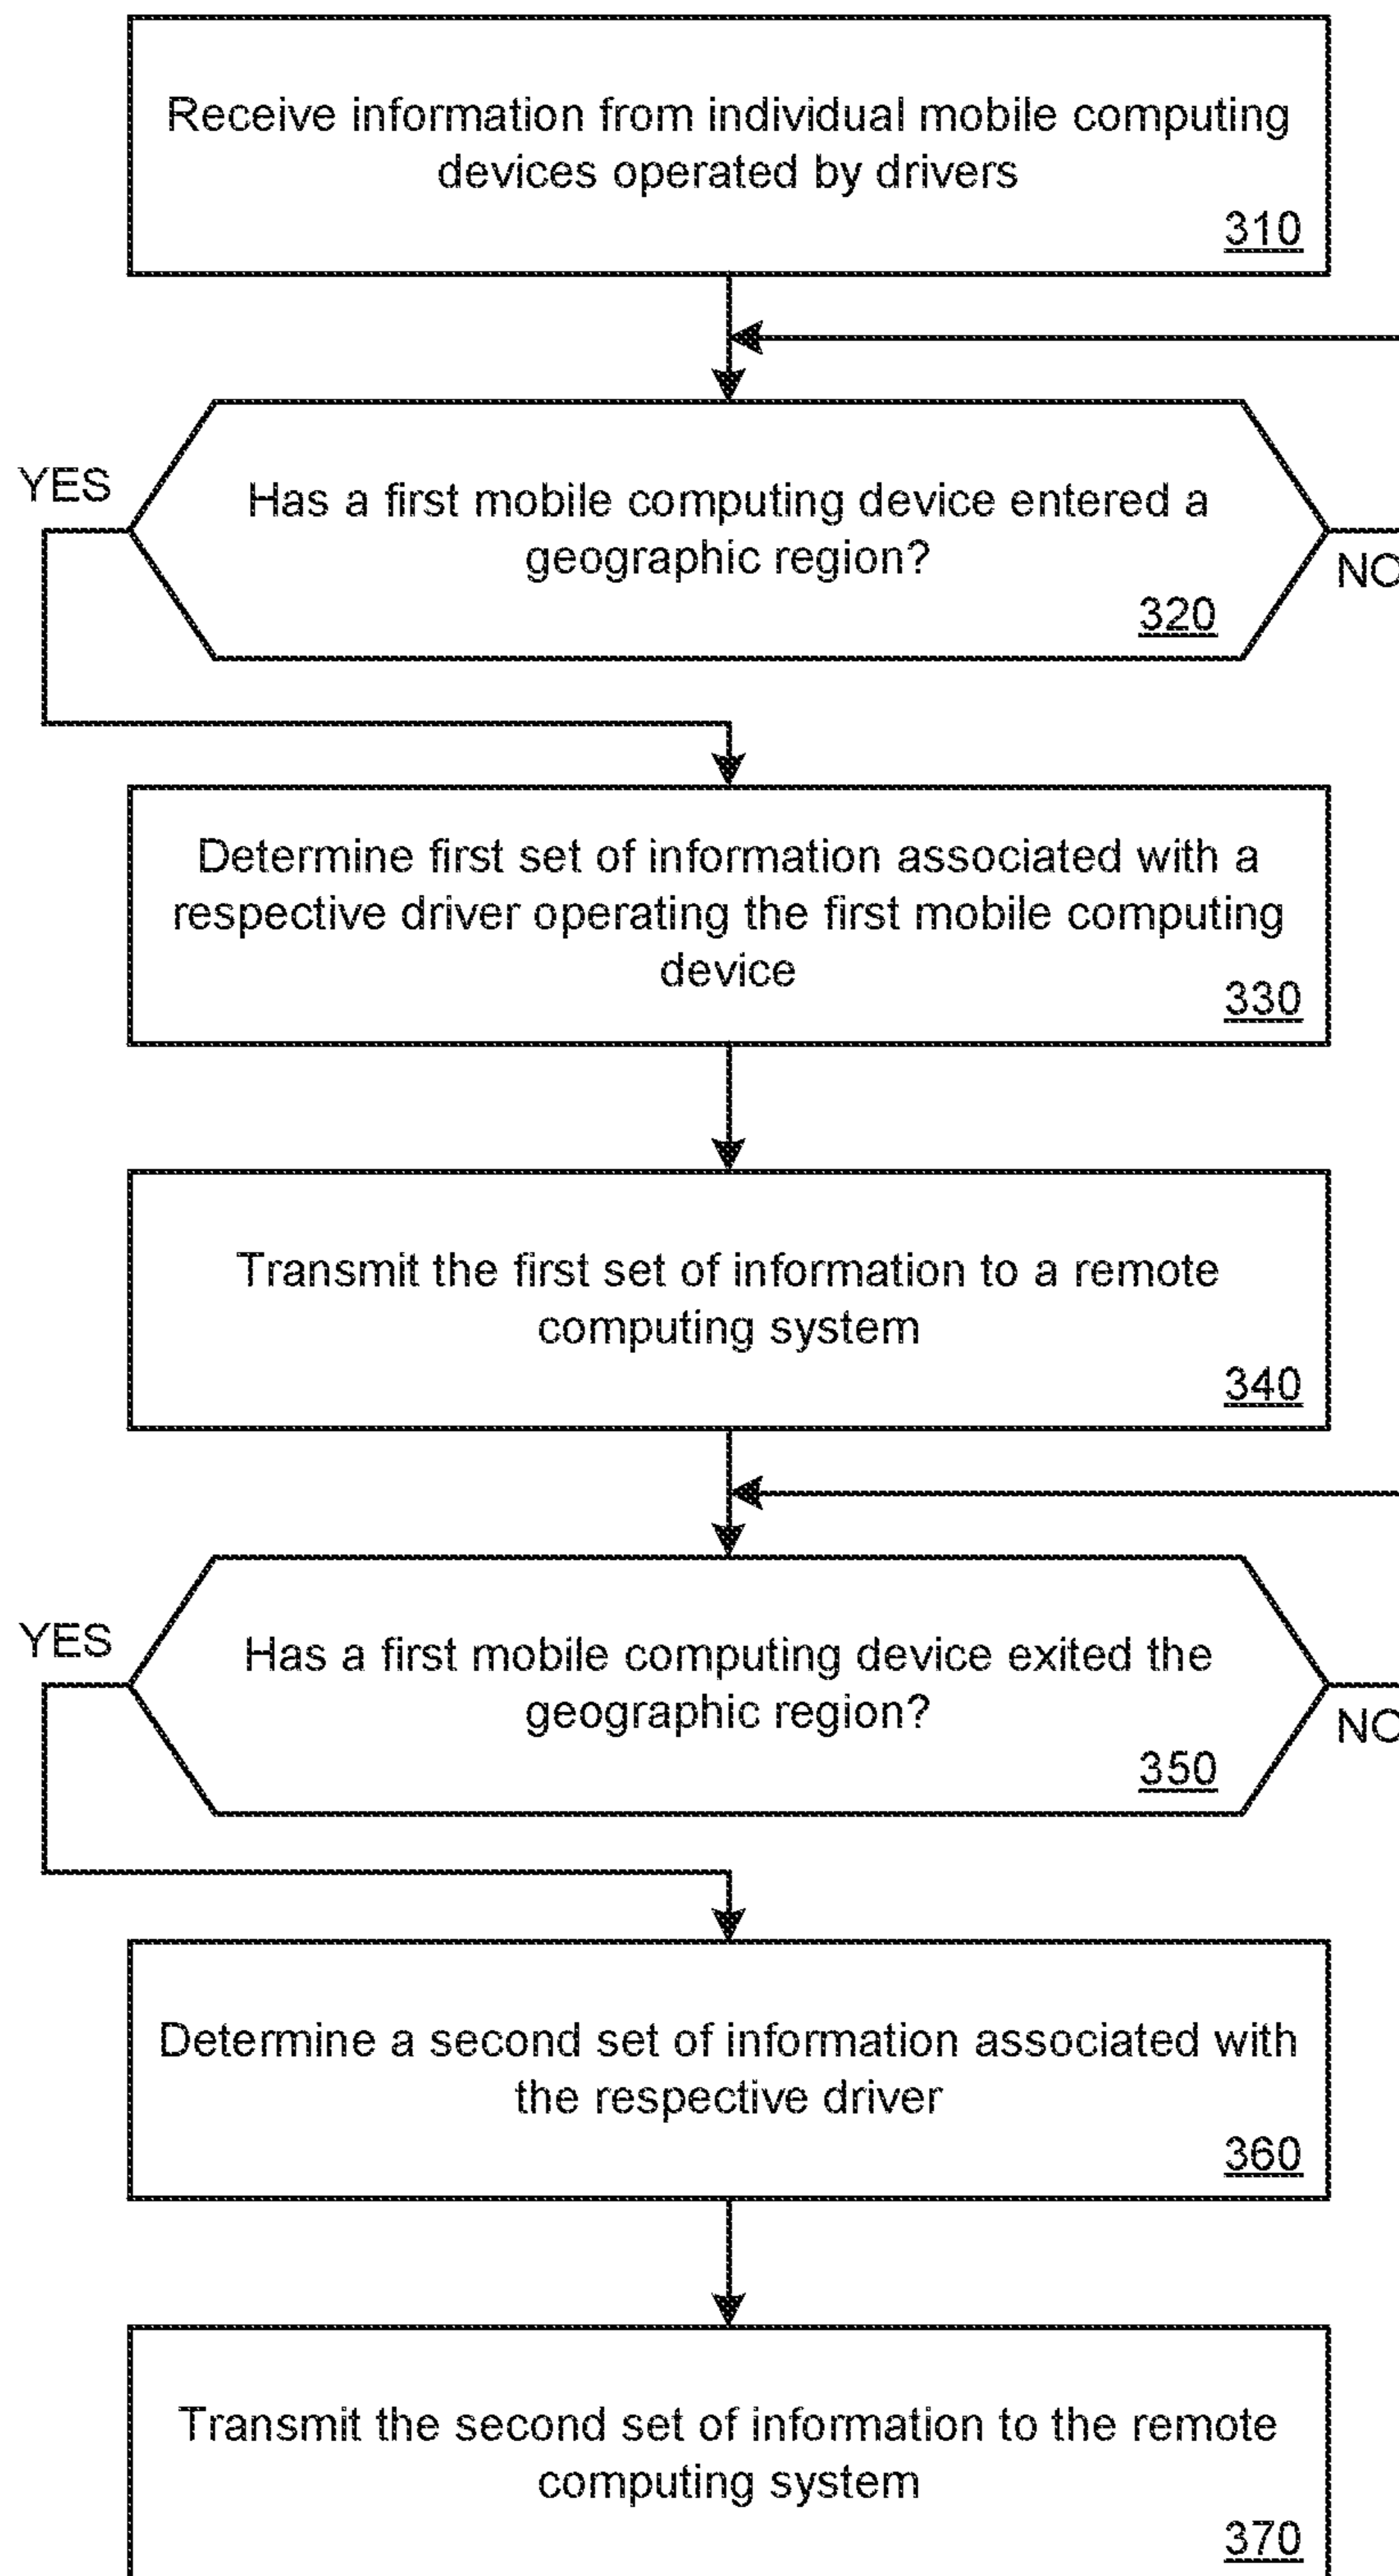 Receive information from individual mobile computing
devices operated by drivers
310
YES
Has a first mobile computing device entered a
geographic region?
NO
320
Determine first set of information associated with a
respective driver operating the first mobile computing
device
330
Transmit the first set of information to a remote
computing system
340
YES
Has a first mobile computing device exited the
geographic region?
NO
350
Determine a second set of information associated with
the respective driver
360
Transmit the second set of information to the remote
computing system
370